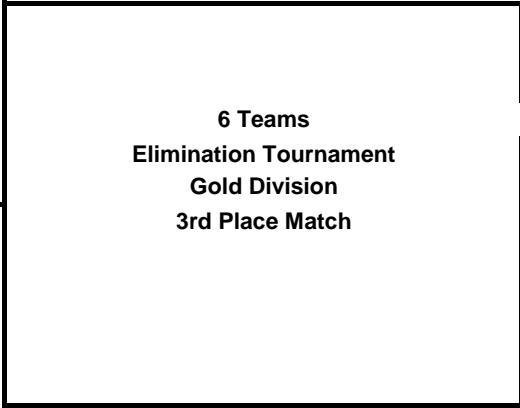 6 Teams
Elimination Tournament
Gold Division
3rd Place Match